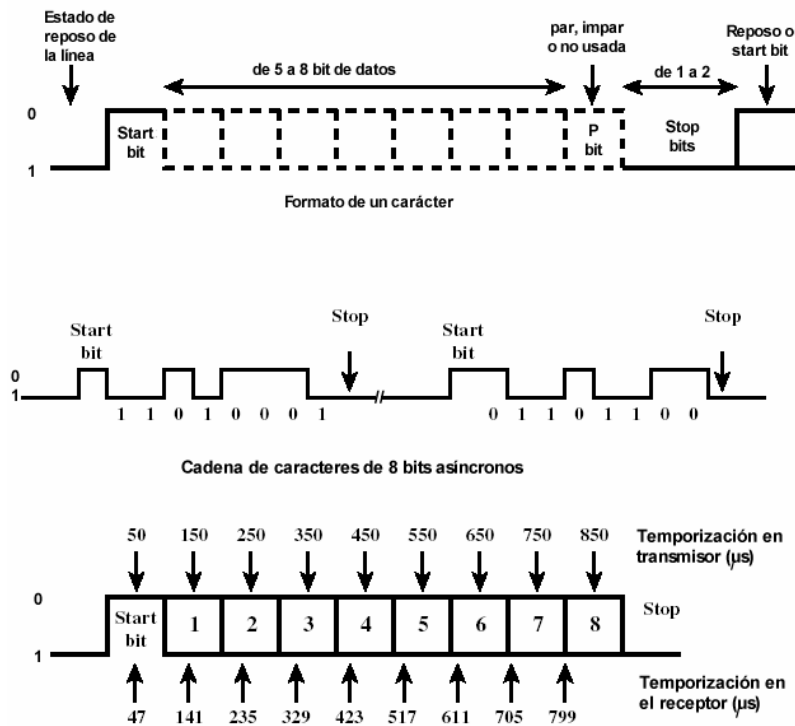 Estado de
reposo de
la línea
par, impar
o no usada
Reposo o
start bit
de 5 a 8 bit de datos
de 1 a 2
0
Start
bit
P
bit
Stop
bits
1
Formato de un carácter
Start
bit
Stop
Start
bit
Stop
0
1
1 1 0 1 0 0 0 1 0 1 1 0 1 1 0 0
Cadena de caracteres de 8 bits asíncronos
50 150 250 350 450 550 650 750 850
Temporización en
transmisor (µs)
0
Start
bit
1 2 3 4 5 6 7 8
Stop
1
47 141 235 329 423 517 611 705 799
Temporización en
el receptor (µs)